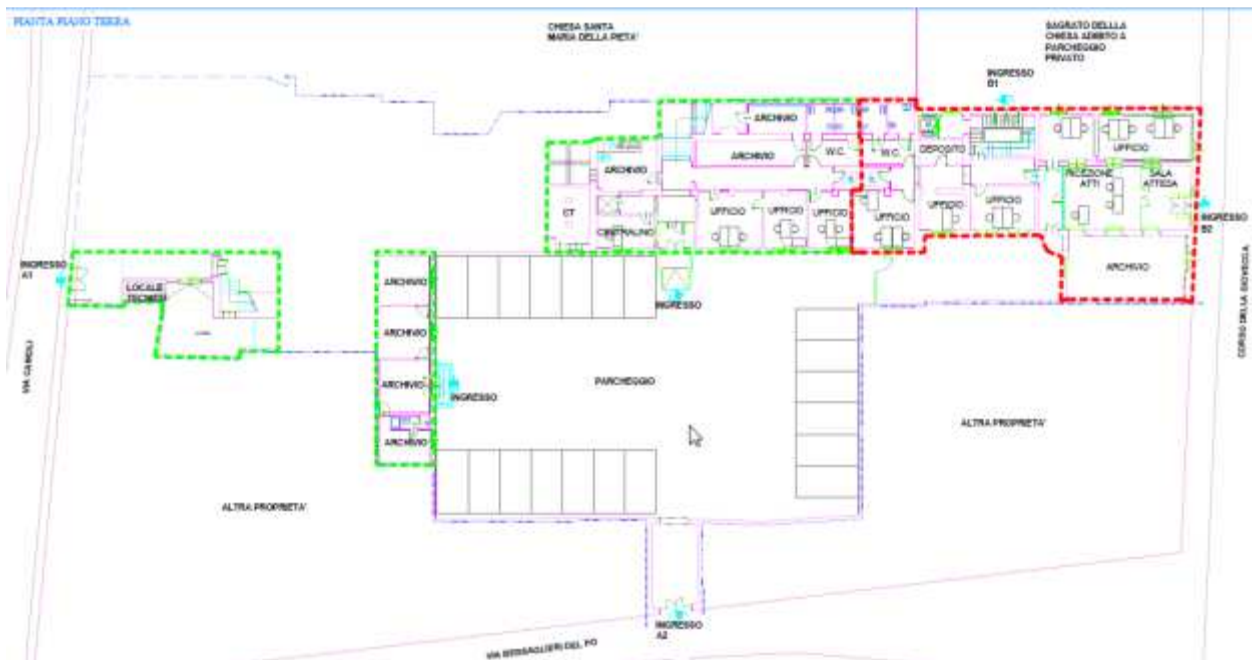 PIANTA PIANO TERRA
CHIESA SANTA
MARIA DELLA PIETA'
SAGRATO DELLLA
CHIESA ADIBITO A
PARCHEGGIO
PRIVATO
INGRESSO
B1
ARCHIVIO
ARCHIVIO
W.C.
W.C.
DEPOSITO
UFFICIO
ARCHIVIO
RICEZIONE
ATTI
SALA
ATTESA
CT
CENTRALINO
UFFICIO
UFFICIO
UFFICIO
UFFICIO
UFFICIO
UFFICIO
INGRESSO
B2
INGRESSO
A1
LOCALE
TECNICO
ARCHIVIO
ARCHIVIO
INGRESSO
ARCHIVIO
CORSO DELLA GIOVECCA
VIA CAMOLI
ARCHIVIO
INGRESSO
PARCHEGGIO
ARCHIVIO
ALTRA PROPRIETA'
ALTRA PROPRIETA'
INGRESSO
A2
VIA BERSAGLIERI DEL PO